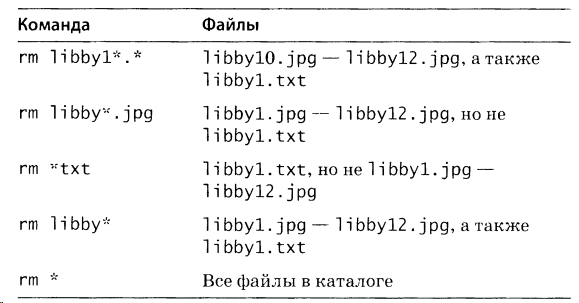 Команда Файлы
rm libby1*.* libby10.jpg — libby12.jpg, а также
libby1.txt
rm libby*.jpg libby1.jpg — libby12.jpg, но не
libby1.txt
rm *txt libby1.txt, но не libby1.jpg —
libby12.jpg
rm libby* libby1.jpg — libby12.jpg, а также
libby1.txt
rm * Все файлы в каталоге